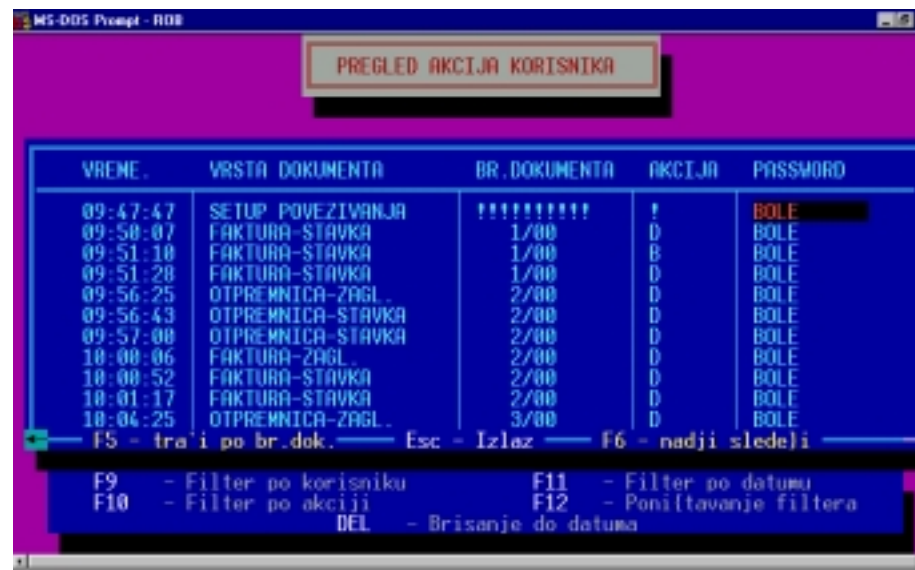 MS-DOS Prompt - ROB
PREGLED AKCIJA KORISNIKA
VREME. VRSTA DOKUMENTA BR.DOKUMENTA AKCIJA PASSWORD
09:47:47 SETUP POVEZIVANJA !!!!!!!!!! ! BOLE
09:50:07 FAKTURA-STAVKA 1/00 D BOLE
09:51:10 FAKTURA-STAVKA 1/00 B BOLE
09:51:28 FAKTURA-STAVKA 1/00 D BOLE
09:56:25 OTPREMNICA-ZAGL. 2/00 D BOLE
09:56:43 OTPREMNICA-STAVKA 2/00 D BOLE
09:57:00 OTPREMNICA-STAVKA 2/00 D BOLE
10:00:06 FAKTURA-ZAGL. 2/00 D BOLE
10:00:52 FAKTURA-STAVKA 2/00 D BOLE
10:01:17 FAKTURA-STAVKA 2/00 D BOLE
10:04:25 OTPREMNICA-ZAGL. 3/00 D BOLE
F5 - tra'i po br.dok. Esc - Izlaz F6 - nadji slede}i
F9 - Filter po korisniku F11 - Filter po datumu
F10 - Filter po akciji F12 - Poni{tavanje filtera
DEL - Brisanje do datuma